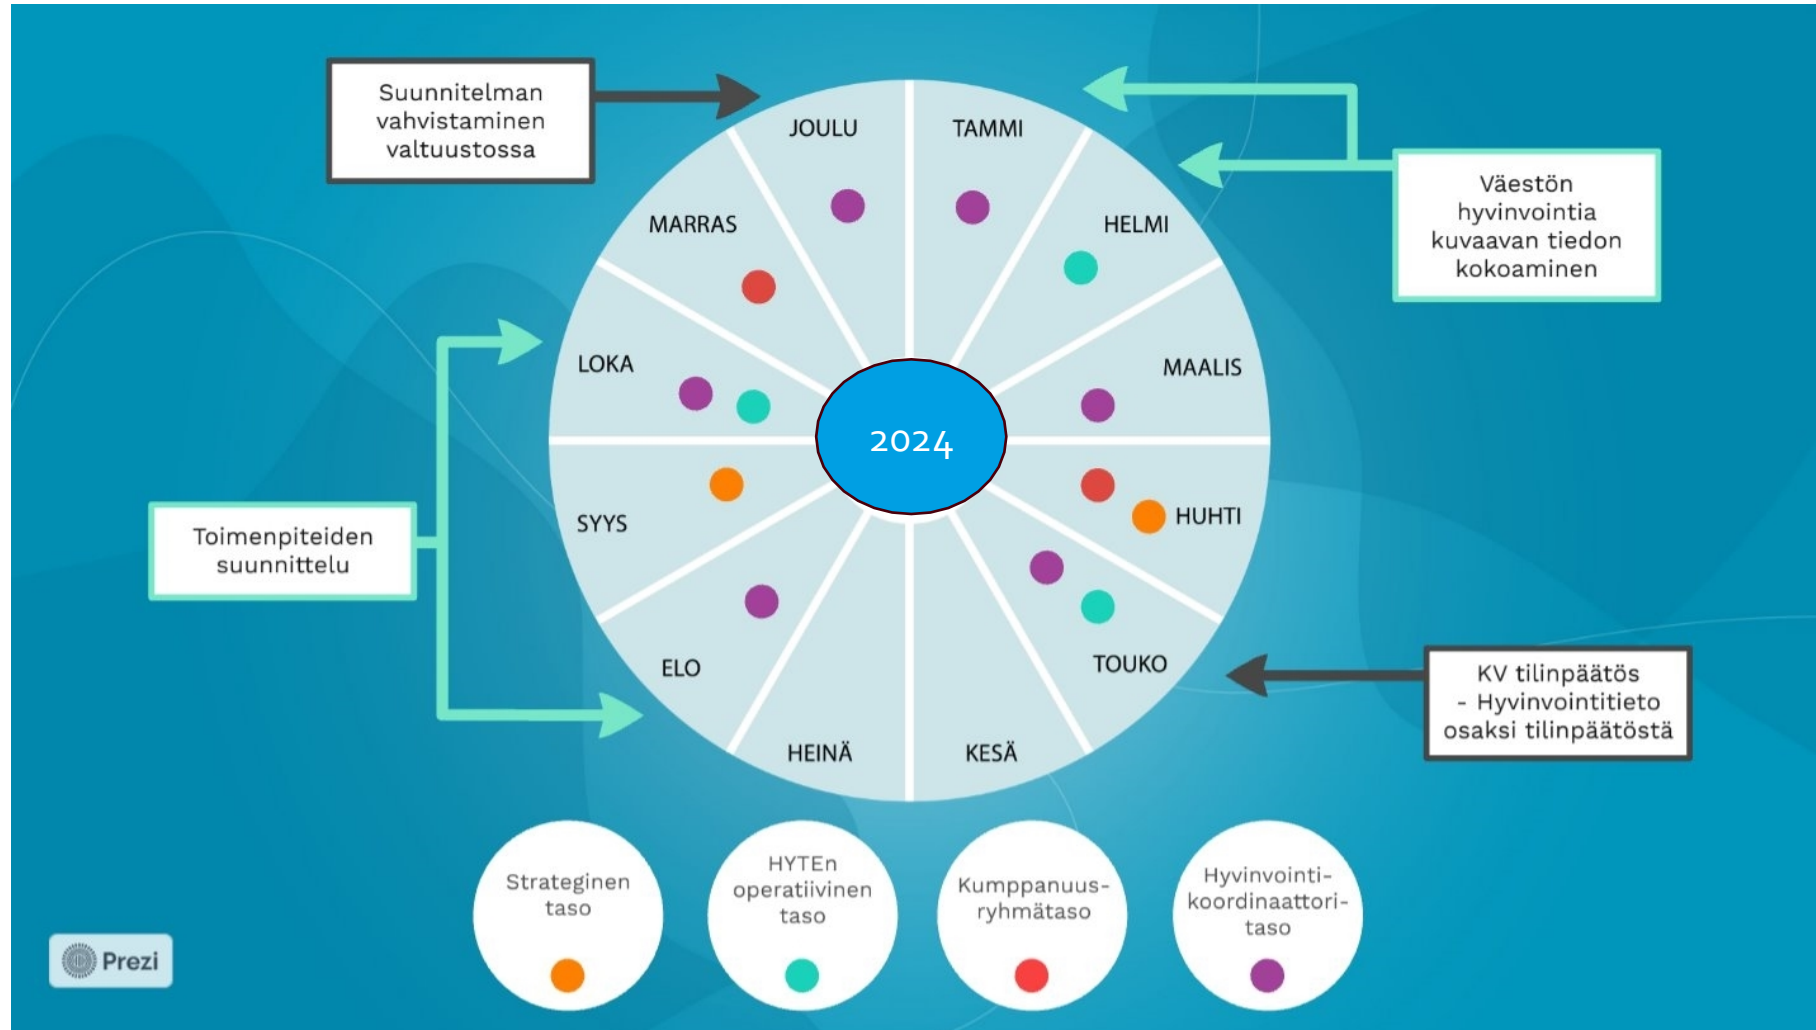 Suunnitelman
vahvistaminen
valtuustossa
JOULU
TAMMI
Väestön
hyvinvointia
kuvaavan tiedon
kokoaminen
MARRAS
HELMI
LOKA
MAALIS
2024
SYYS
HUHTI
Toimenpiteiden
suunnittelu
ELO
TOUKO
KV tilinpäätös
- Hyvinvointitieto
osaksi tilinpäätöstä
HEINÄ
KESÄ
Strateginen
taso
HYTEn
operatiivinen
taso
Kumppanuus-
ryhmätaso
Hyvinvointi-
koordinaattori-
taso
Prezi